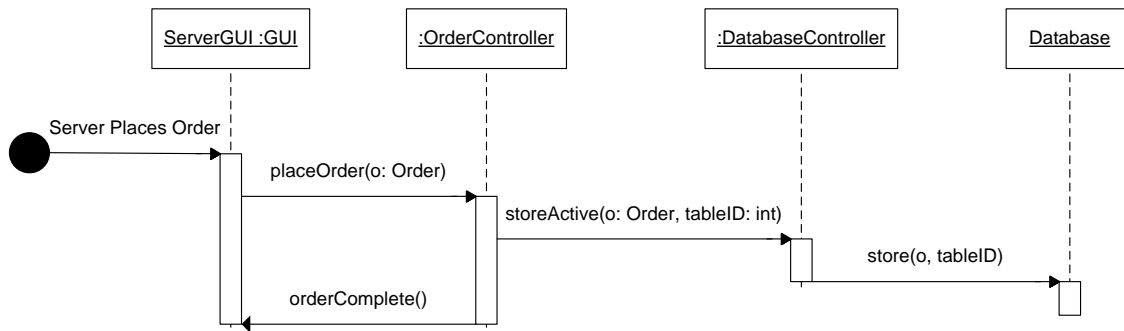 ServerGUI :GUI
:OrderController
:DatabaseController
Database
Server Places Order
placeOrder(o: Order)
storeActive(o: Order, tableID: int)
store(o, tableID)
orderComplete()